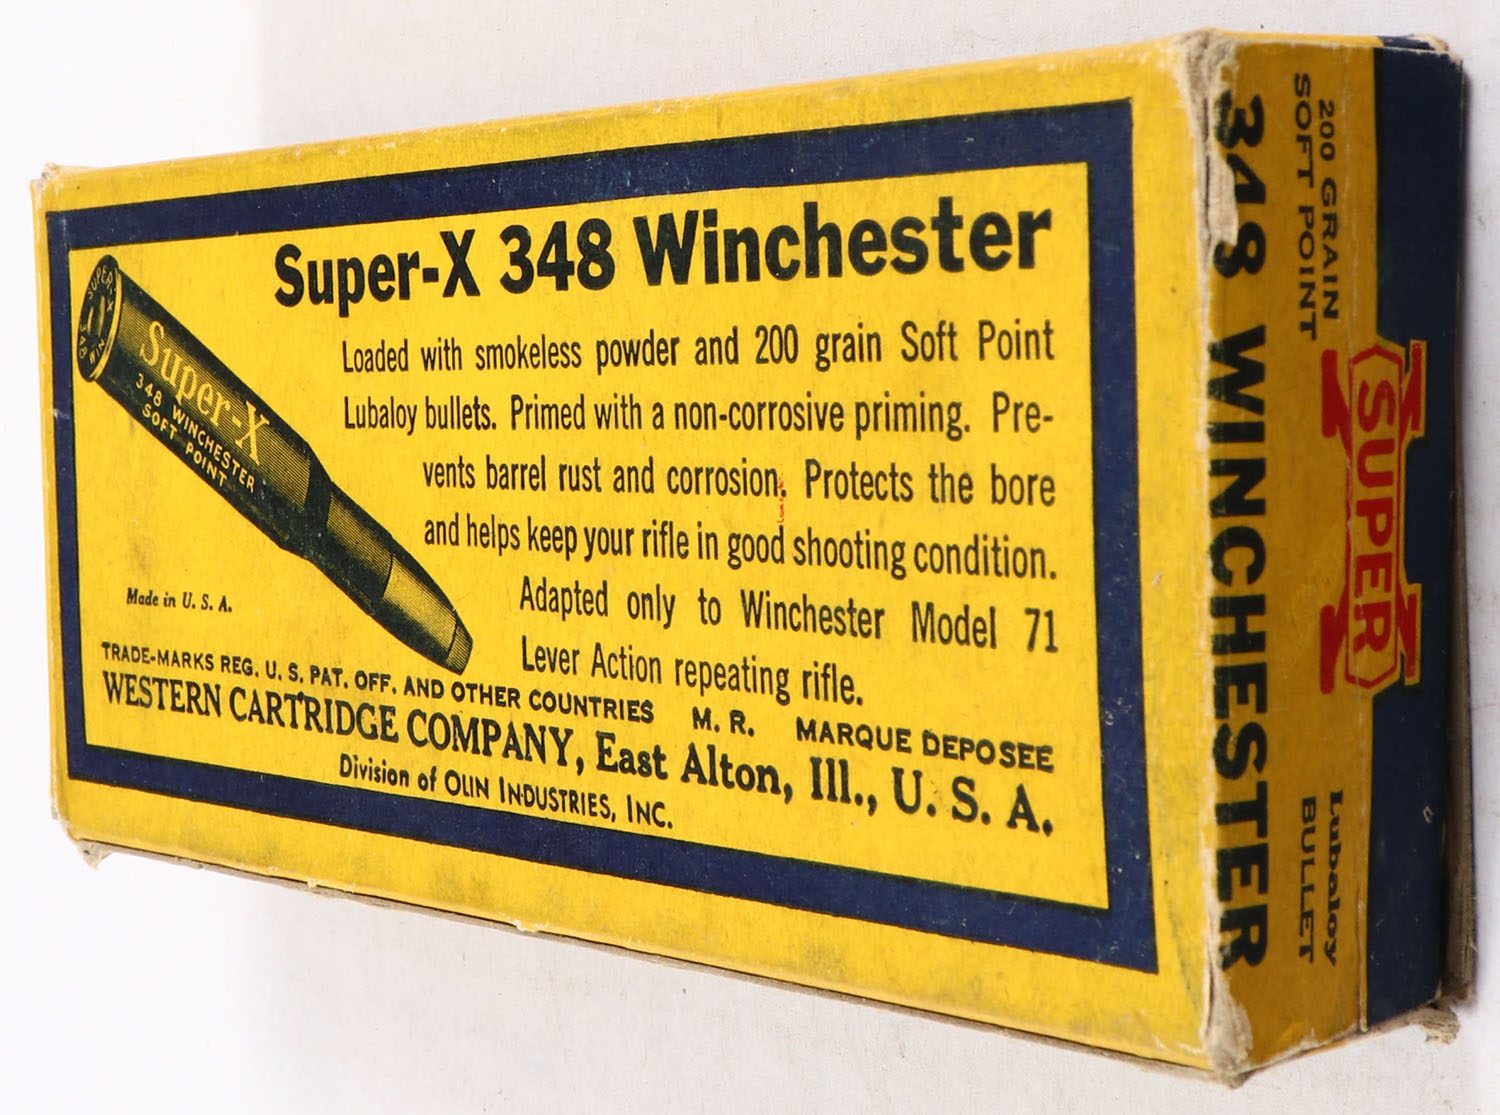 Super-X 348 Winchester
Loaded with smokeless powder and 200 grain Soft Point
Lubaloy bullets. Primed with a non-corrosive priming. Pre-
vents barrel rust and corrosion. Protects the bore
and helps keep your rifle in good shooting condition.
Adapted only to Winchester Model 71
Lever Action repeating rifle.
SUPER-X
348 WIN
Super-X
348 WINCHESTER
SOFT POINT
Made in U. S. A.
TRADE-MARKS REG. U. S. PAT. OFF. AND OTHER COUNTRIES M. R. MARQUE DEPOSEE
WESTERN CARTRIDGE COMPANY, East Alton, Ill., U. S. A.
Division of OLIN INDUSTRIES, INC.
200 GRAIN
SOFT POINT
348 WINCHESTER
SUPER
X
Lubaloy
BULLET